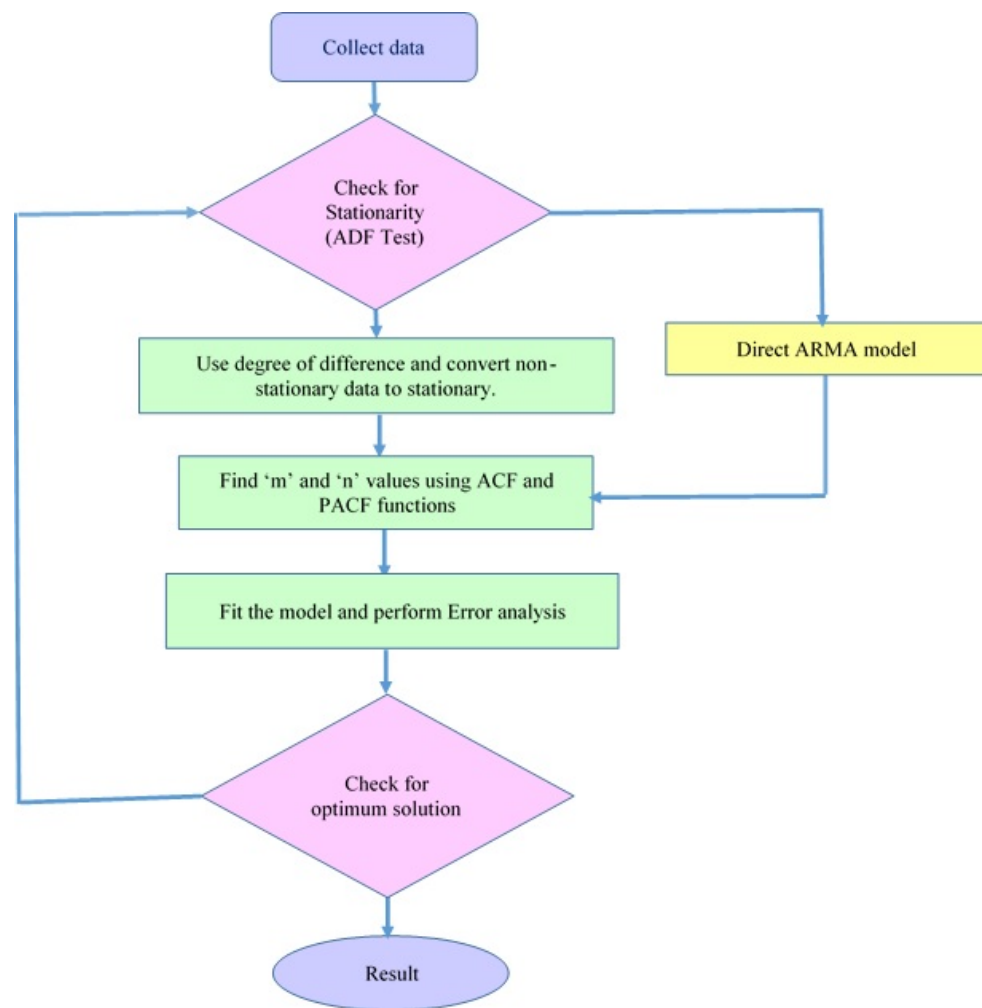 Collect data
Check for
Stationarity
(ADF Test)
Use degree of difference and convert non-
stationary data to stationary.
Direct ARMA model
Find ‘m’ and ‘n’ values using ACF and
PACF functions
Fit the model and perform Error analysis
Check for
optimum solution
Result